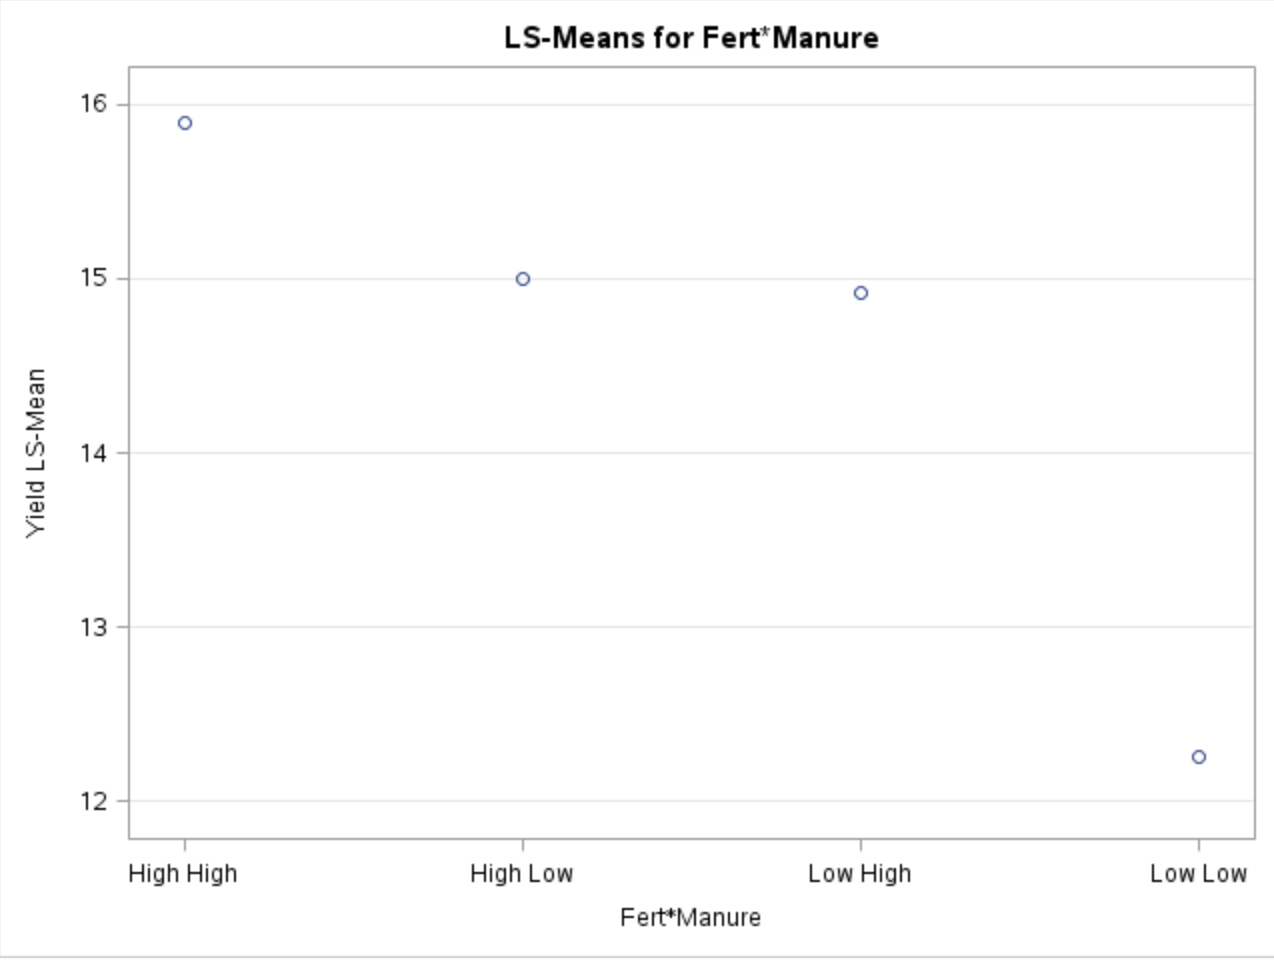 LS-Means for Fert*Manure
16
15
14
13
12
Yield LS-Mean
High High
High Low
Low High
Low Low
Fert*Manure